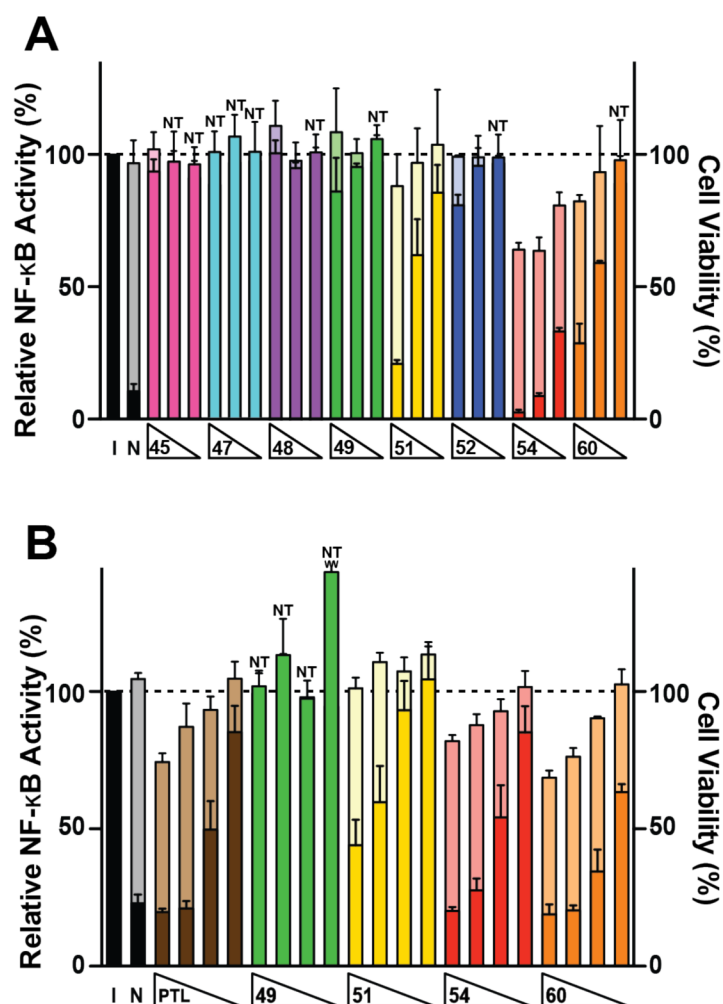 A
Relative NF-κB Activity (%)
100
50
0
NT NT NT NT NT NT NT NT NT
100
50
0
Cell Viability (%)
I N 45 47 48 49 51 52 54 60
B
Relative NF-κB Activity (%)
100
50
0
NT NT NT NT
100
50
0
Cell Viability (%)
I N PTL 49 51 54 60